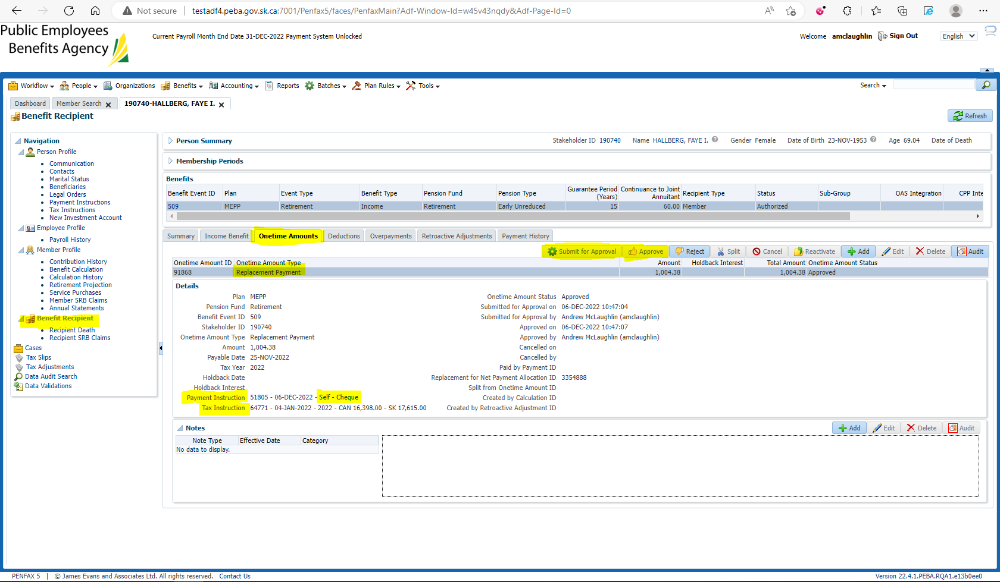 Not secure | testadf4.peba.gov.sk.ca:7001/Penfax5/faces/PenfaxMain?Adf-Window-Id=w45v43nqdy&Adf-Page-Id=0
Public Employees
Benefits Agency
Current Payroll Month End Date 31-DEC-2022 Payment System Unlocked
Welcome amclaughlin Sign Out English
Workflow People Organizations Benefits Accounting Reports Batches Plan Rules Tools Search
Dashboard Member Search 190740-HALLBERG, FAYE I.
Benefit Recipient
Refresh
Navigation
Person Profile
Communication
Contacts
Marital Status
Beneficiaries
Legal Orders
Payment Instructions
Tax Instructions
New Investment Account
Employee Profile
Payroll History
Member Profile
Contribution History
Benefit Calculation
Calculation History
Retirement Projection
Service Purchases
Member SRB Claims
Annual Statements
Benefit Recipient
Recipient Death
Recipient SRB Claims
Cases
Tax Slips
Tax Adjustments
Data Audit Search
Data Validations
Person Summary Stakeholder ID 190740 Name HALLBERG, FAYE I. Gender Female Date of Birth 23-NOV-1953 Age 69.04 Date of Death
Membership Periods
Benefits
Benefit Event ID Plan Event Type Benefit Type Pension Fund Pension Type Guarantee Period (Years) Continuance to Joint Annuitant Recipient Type Status Sub-Group OAS Integration CPP Inte
509 MEPP Retirement Income Retirement Early Unreduced 15 60.00 Member Authorized
Summary Income Benefit Onetime Amounts Deductions Overpayments Retroactive Adjustments Payment History
Submit for Approval Approve Reject Split Cancel Reactivate Add Edit Delete Audit
Onetime Amount ID Onetime Amount Type Amount Holdback Interest Total Amount Onetime Amount Status
91868 Replacement Payment 1,004.38 1,004.38 Approved
Details
Plan MEPP Onetime Amount Status Approved
Pension Fund Retirement Submitted for Approval on 06-DEC-2022 10:47:04
Benefit Event ID 509 Submitted for Approval by Andrew McLaughlin (amclaughlin)
Stakeholder ID 190740 Approved on 06-DEC-2022 10:47:07
Onetime Amount Type Replacement Payment Approved by Andrew McLaughlin (amclaughlin)
Amount 1,004.38 Cancelled on
Payable Date 25-NOV-2022 Cancelled by
Tax Year 2022 Paid by Payment ID
Holdback Date Replacement for Net Payment Allocation ID 3354888
Holdback Interest Split from Onetime Amount ID
Payment Instruction 51805 - 06-DEC-2022 - Self - Cheque Created by Calculation ID
Tax Instruction 64771 - 04-JAN-2022 - 2022 - CAN 16,398.00 - SK 17,615.00 Created by Retroactive Adjustment ID
Notes Add Edit Delete Audit
Note Type Effective Date Category
No data to display.
PENFAX 5 | © James Evans and Associates Ltd. All rights reserved. Contact Us Version 22.4.1.PEBA.RQA1.e13b0ee0